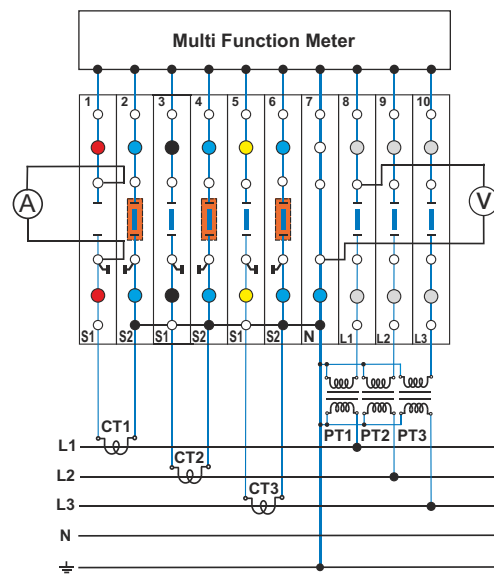 Multi Function Meter
1 2 3 4 5 6 7 8 9 10
A
V
S1 S2 S1 S2 S1 S2 N L1 L2 L3
PT1 PT2 PT3
CT1
L1
CT2
L2
CT3
L3
N